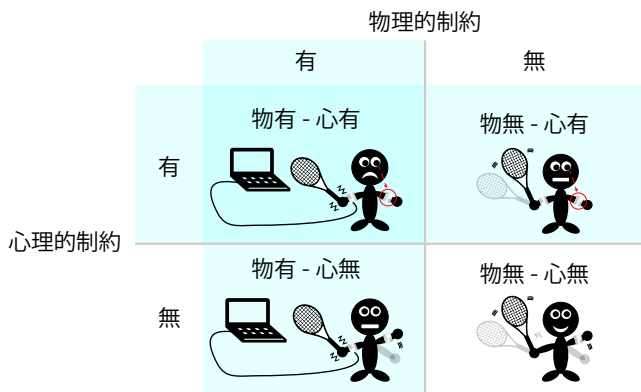 物理的制約
有
無
物有 - 心有
物無 - 心有
有
心理的制約
物有 - 心無
物無 - 心無
無